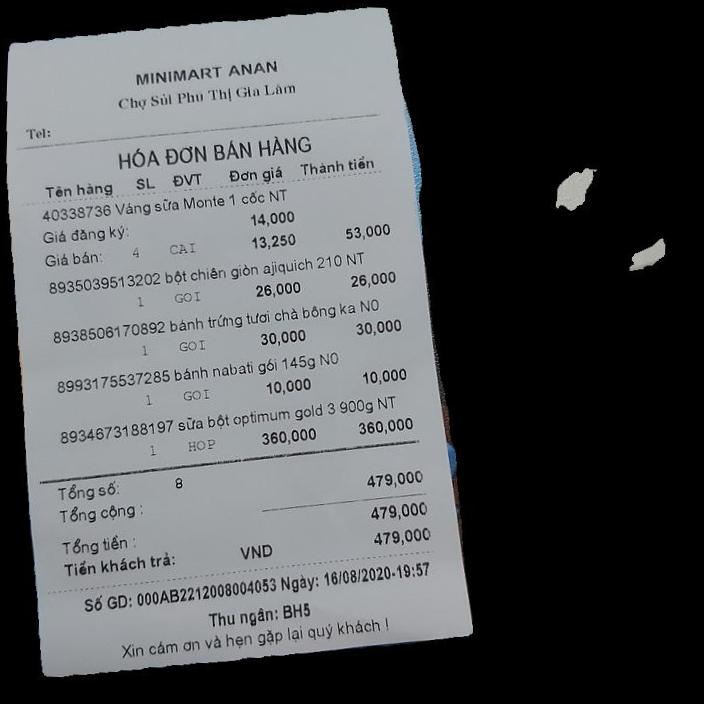 MINIMART ANAN
Chợ Sủi Phú Thị Gia Lâm
Tel:
HÓA ĐƠN BÁN HÀNG
Tên hàng SL ĐVT Đơn giá Thành tiền
40338736 Váng sữa Monte 1 cốc NT
Giá đăng ký: 14,000
Giá bán: 4 CAI 13,250 53,000
8935039513202 bột chiên giòn ajiquich 210 NT
1 GOI 26,000 26,000
8938506170892 bánh trứng tươi chà bông ka N0
1 GOI 30,000 30,000
8993175537285 bánh nabati gói 145g N0
1 GOI 10,000 10,000
8934673188197 sữa bột optimum gold 3 900g NT
1 HOP 360,000 360,000
Tổng số: 8
Tổng cộng : 479,000
Tổng tiền : 479,000
Tiền khách trả: VND 479,000
Số GD: 000AB2212008004053 Ngày: 16/08/2020-19:57
Thu ngân: BH5
Xin cám ơn và hẹn gặp lại quý khách !